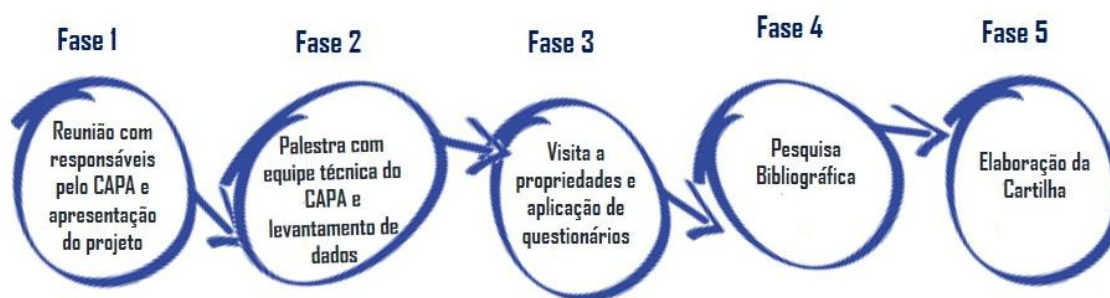 Fase 1
Reunião com
responsáveis
pelo CAPA e
apresentação
do projeto
Fase 2
Palestra com
equipe técnica do
CAPA e
levantamento de
dados
Fase 3
Visita a
propriedades e
aplicação de
questionários
Fase 4
Pesquisa
Bibliográfica
Fase 5
Elaboração da
Cartilha